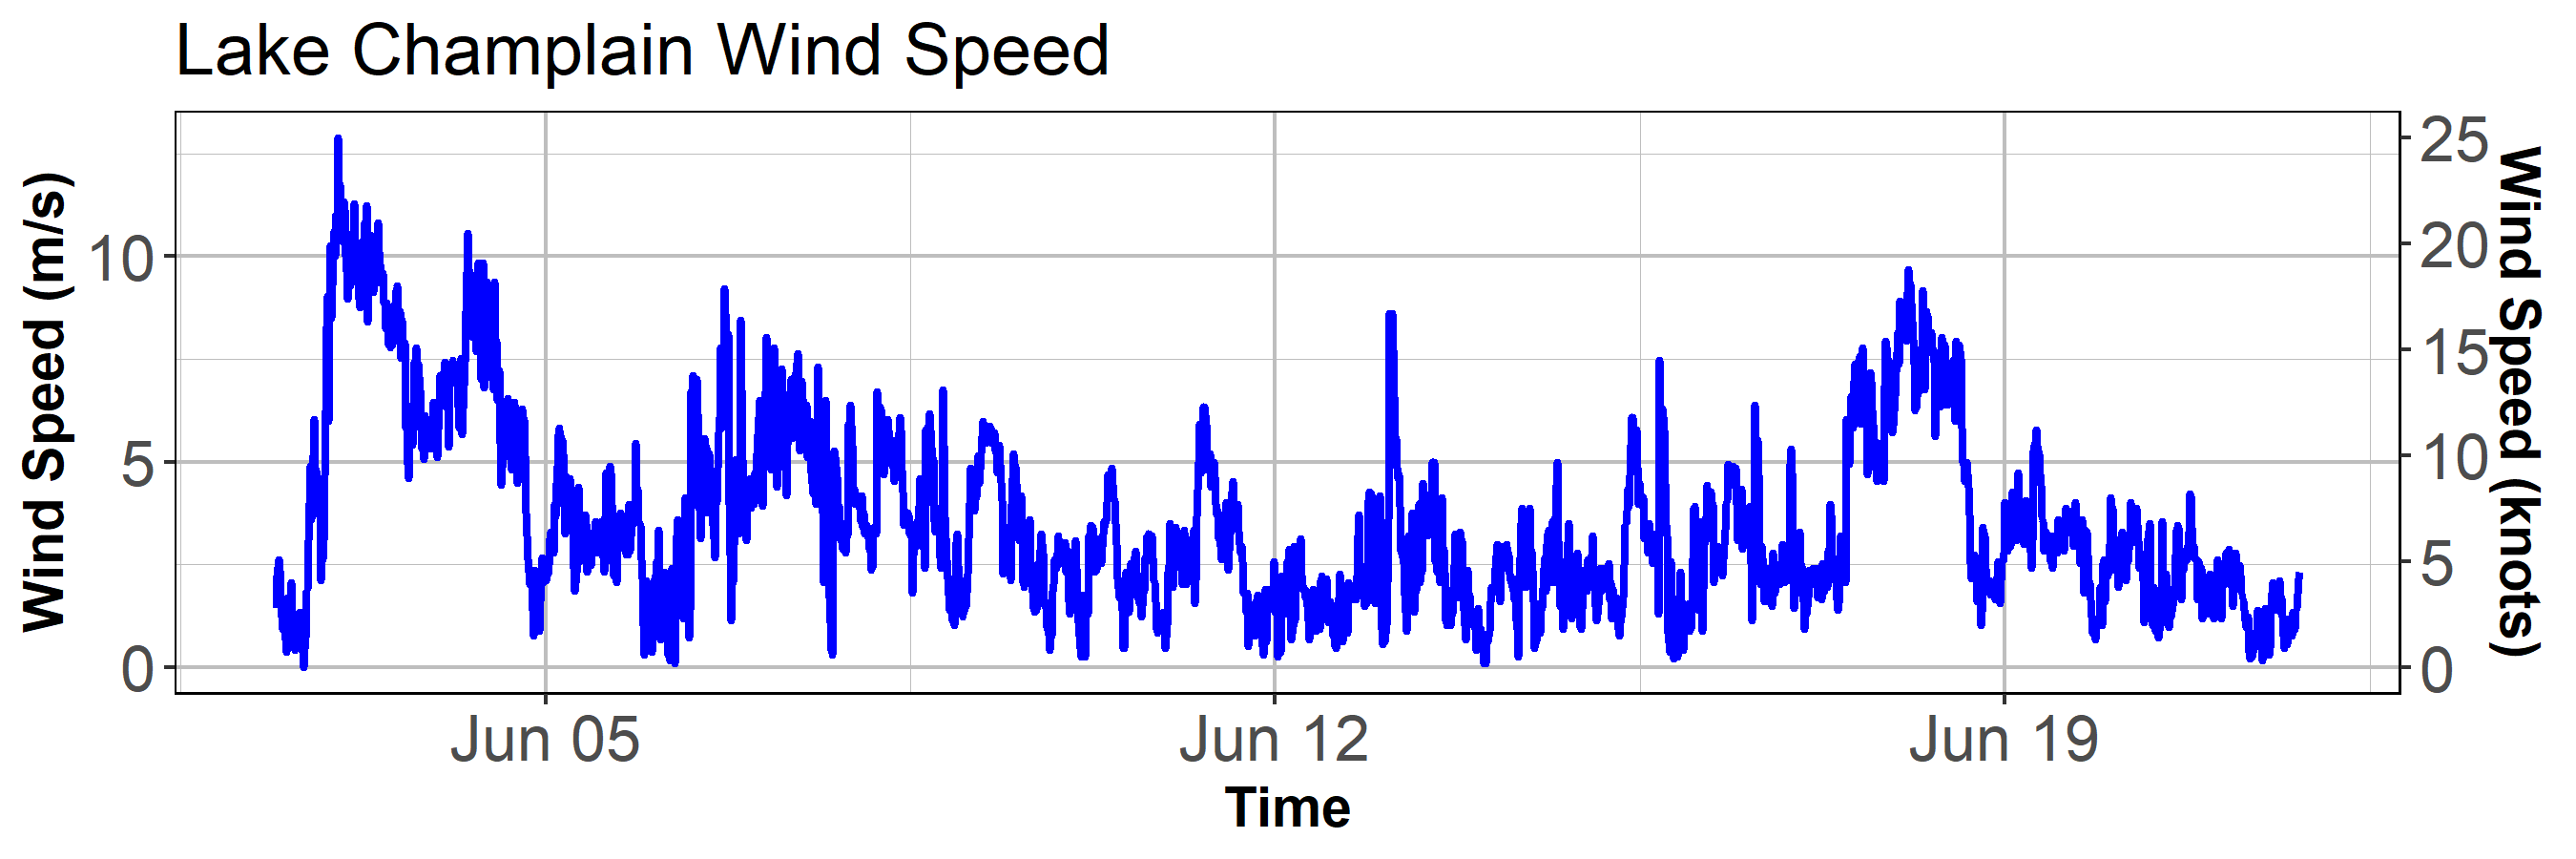 Lake Champlain Wind Speed
Wind Speed (m/s)
10
5
0
25
20
15
10
5
0
Wind Speed (knots)
Jun 05
Jun 12
Jun 19
Time